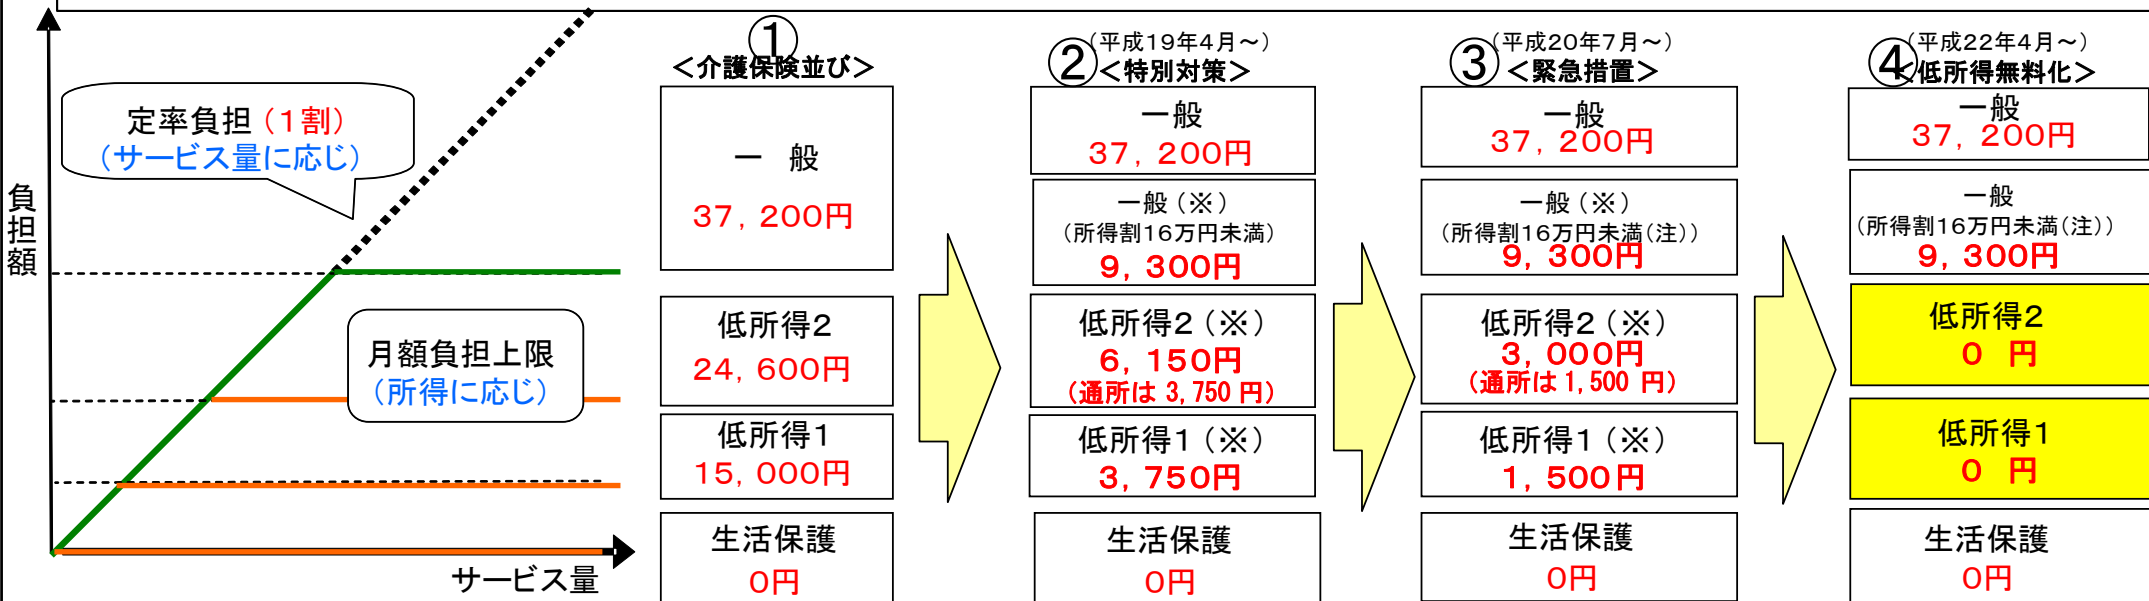 負担額
定率負担（１割）
（サービス量に応じ）
月額負担上限
（所得に応じ）
サービス量
①
＜介護保険並び＞
一　般
３７，２００円
低所得２
２４，６００円
低所得１
１５，０００円
生活保護
０円
②
（平成１９年４月～）
＜特別対策＞
一般
３７，２００円
一般（※）
（所得割１６万円未満）
９，３００円
低所得２（※）
６，１５０円
（通所は 3,750 円）
低所得１（※）
３，７５０円
生活保護
０円
③
（平成２０年７月～）
＜緊急措置＞
一般
３７，２００円
一般（※）
（所得割１６万円未満（注））
９，３００円
低所得２（※）
３，０００円
（通所は 1,500 円）
低所得１（※）
１，５００円
生活保護
０円
④
（平成２２年４月～）
＜低所得無料化＞
一般
３７，２００円
一般
（所得割１６万円未満（注））
９，３００円
低所得２
０　円
低所得１
０　円
生活保護
０円